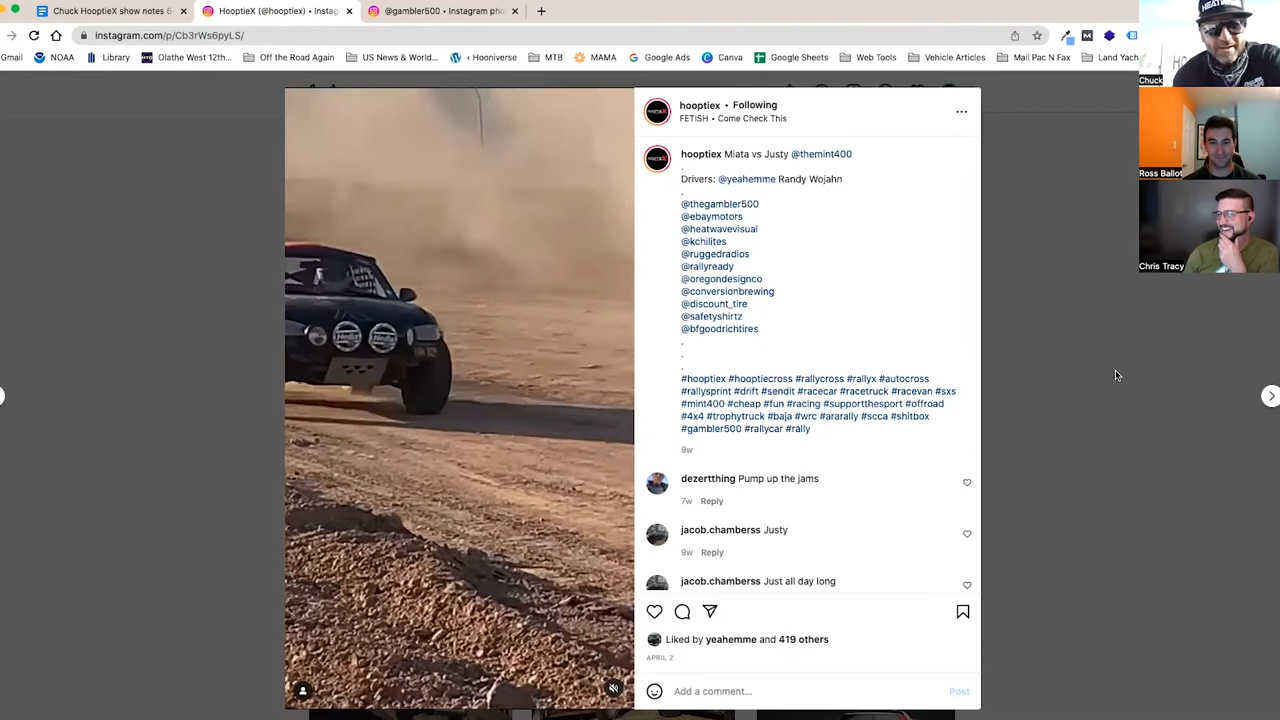 Chuck HooptieX show notes 6
HooptieX (@hooptiex) • Instag
@gambler500 • Instagram pho
instagram.com/p/Cb3rWs6pyLS/
Gmail
NOAA
Library
Olathe West 12th...
Off the Road Again
US News & World...
‹ Hooniverse
MTB
MAMA
Google Ads
Canva
Google Sheets
Web Tools
Vehicle Articles
Mail Pac N Fax
Land Yach
Chuck
Ross Ballot
Chris Tracy
hooptiex • Following
FETISH • Come Check This
hooptiex Miata vs Justy @themint400
.
Drivers: @yeahemme Randy Wojahn
.
@thegambler500
@ebaymotors
@heatwavevisual
@kchilites
@ruggedradios
@rallyready
@oregondesignco
@conversionbrewing
@discount_tire
@safetyshirtz
@bfgoodrichtires
.
.
.
#hooptiex #hooptiecross #rallycross #rallyx #autocross
#rallysprint #drift #sendit #racecar #racetruck #racevan #sxs
#mint400 #cheap #fun #racing #supportthesport #offroad
#4x4 #trophytruck #baja #wrc #ararally #scca #shitbox
#gambler500 #rallycar #rally
9w
dezertthing Pump up the jams
7w Reply
jacob.chamberss Justy
9w Reply
jacob.chamberss Just all day long
Liked by yeahemme and 419 others
APRIL 2
Add a comment...
Post